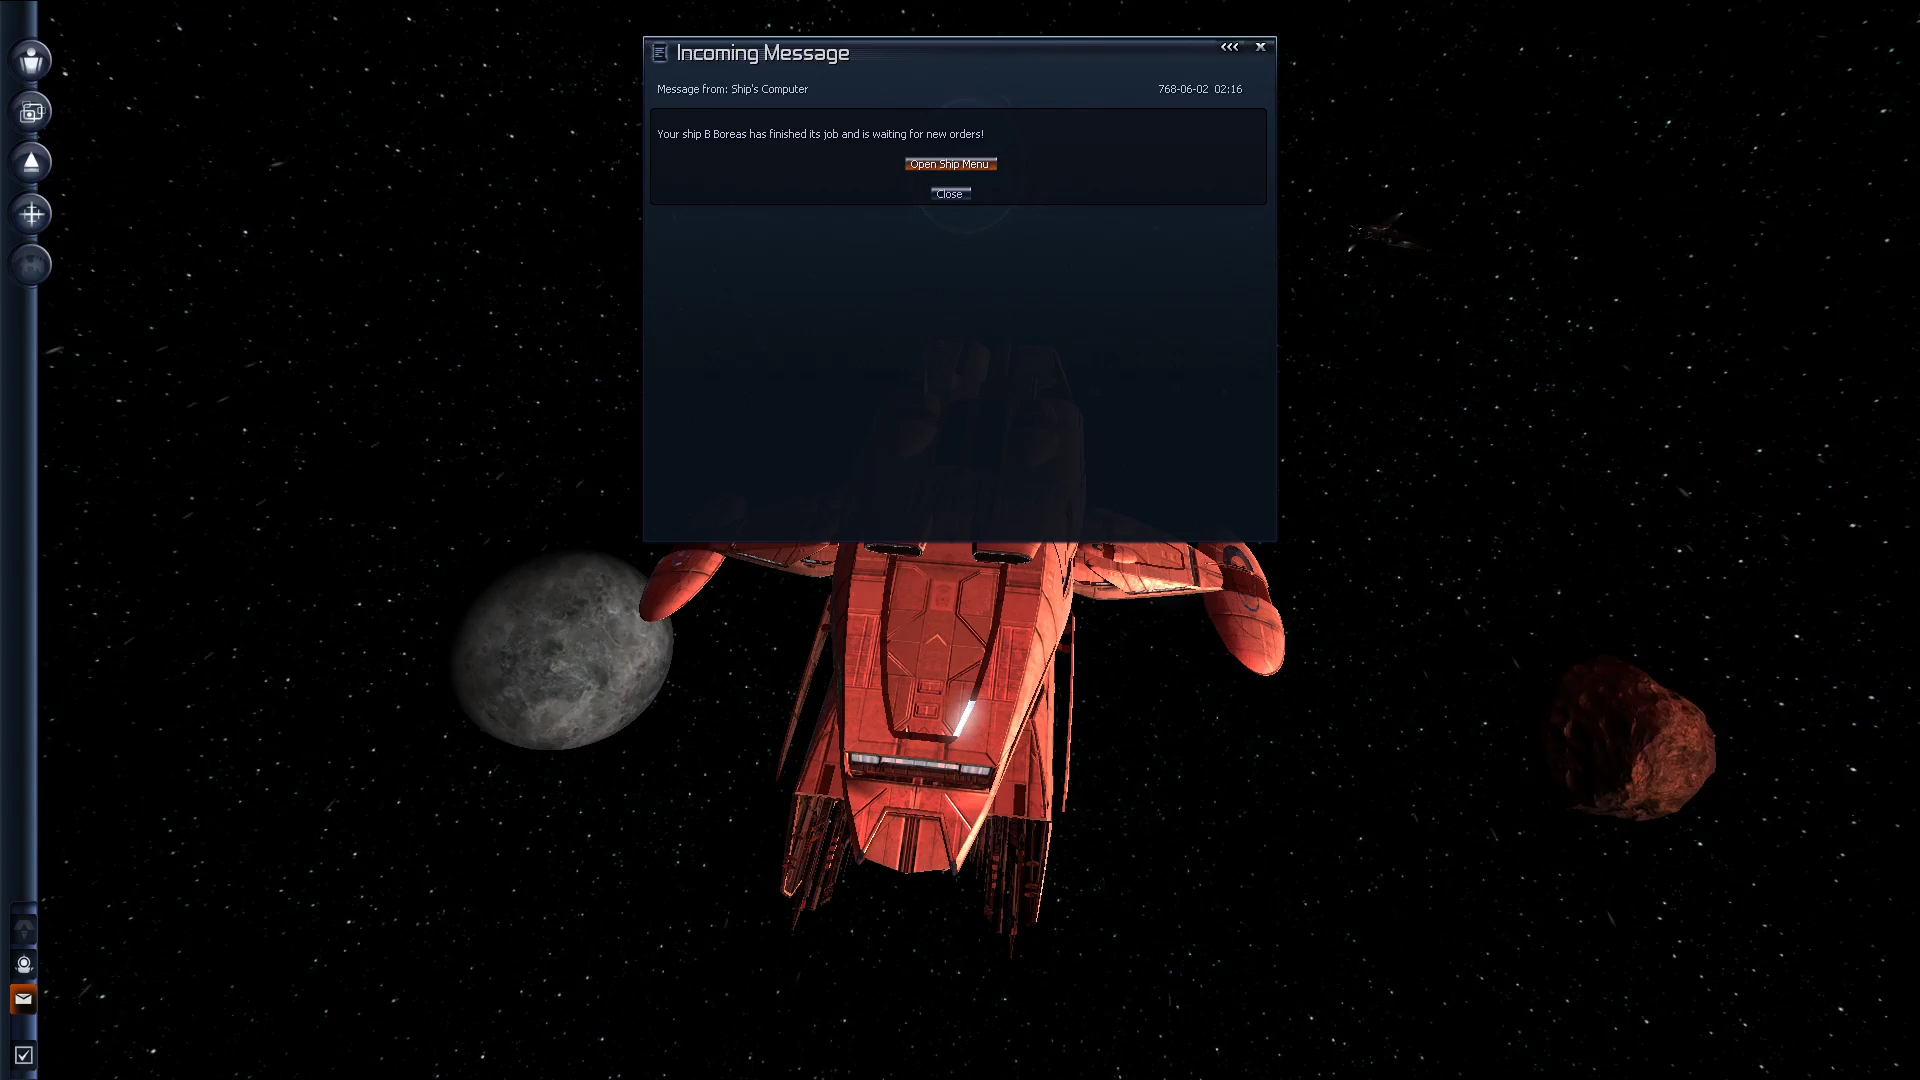 Incoming Message
Message from: Ship's Computer 768-06-02 02:16
Your ship B Boreas has finished its job and is waiting for new orders!
Open Ship Menu
Close